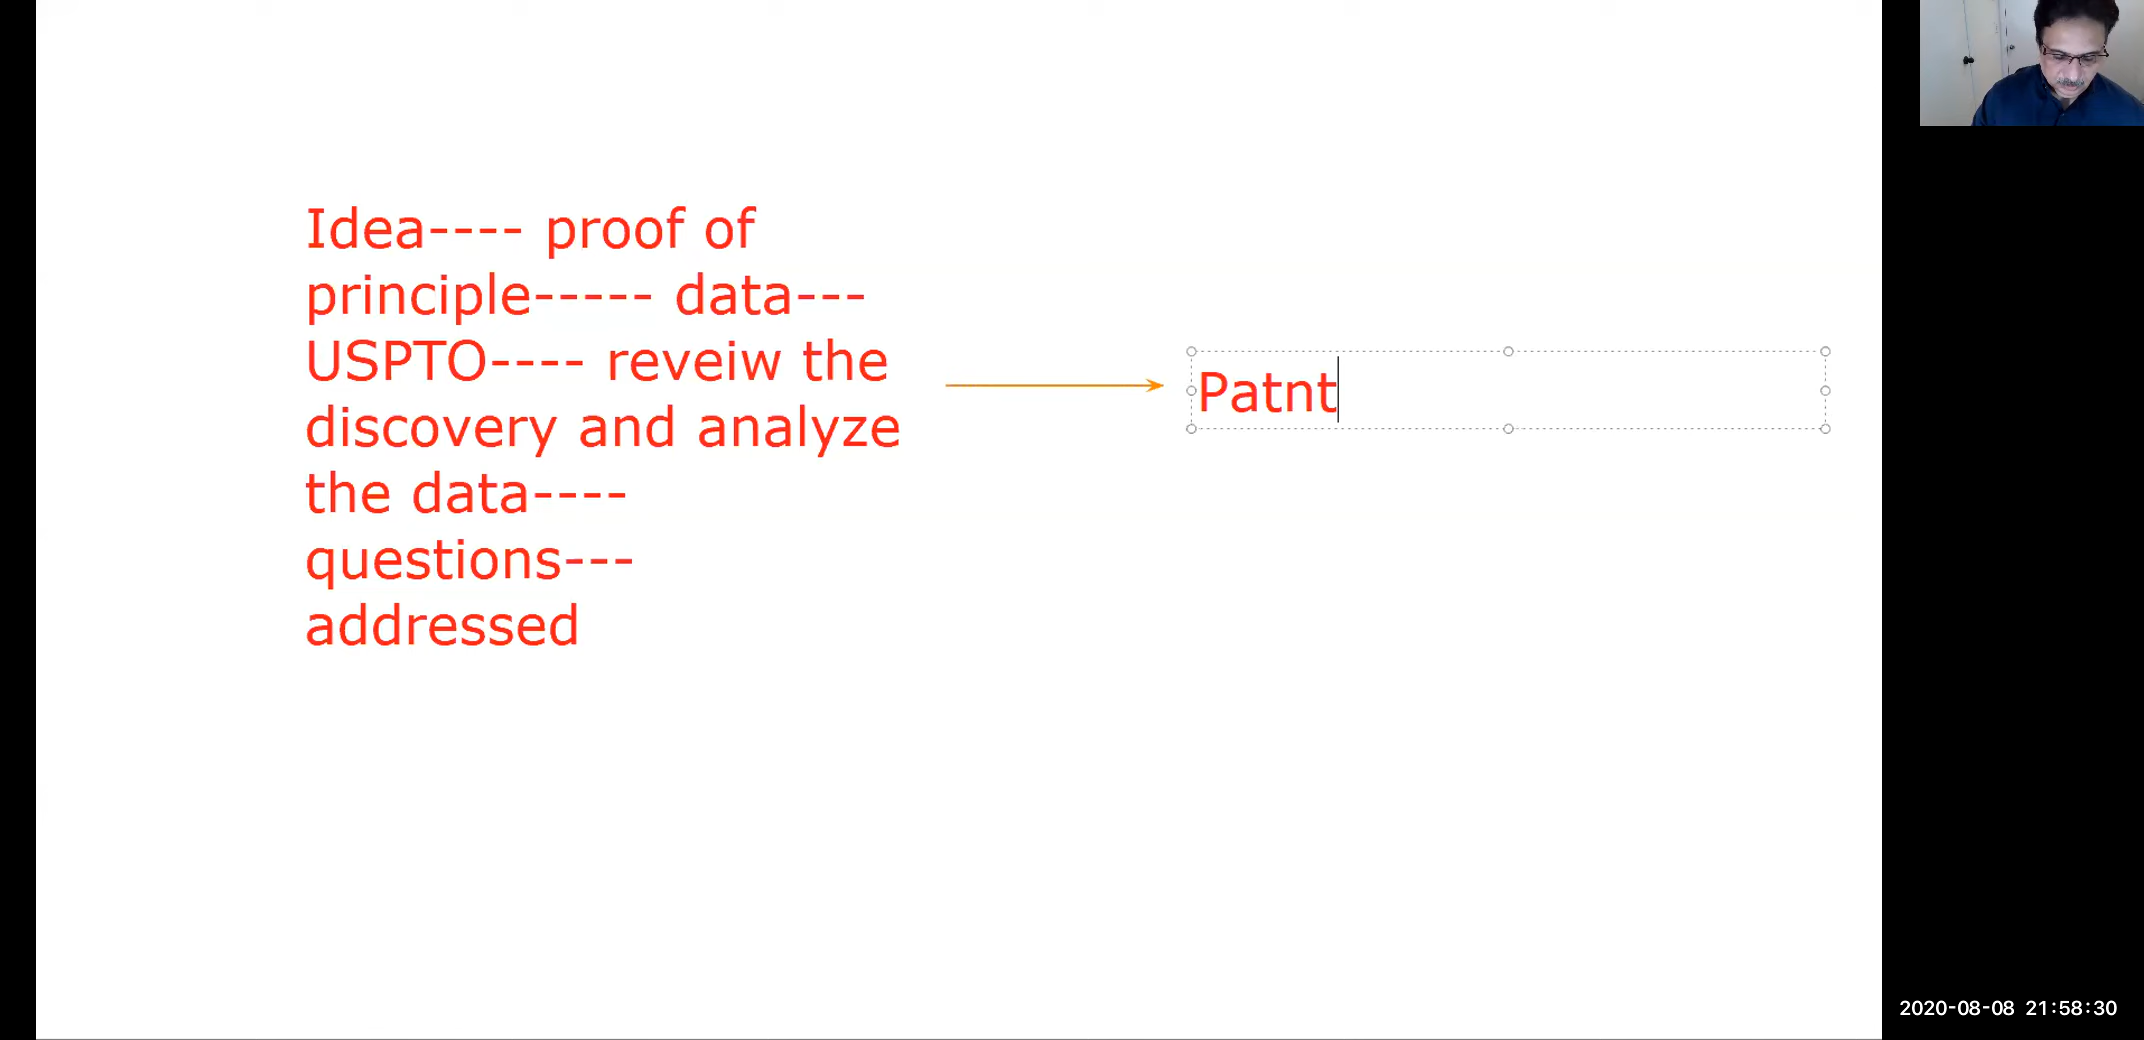 Idea---- proof of
principle----- data---
USPTO---- reveiw the
discovery and analyze
the data----
questions---
addressed
Patnt
2020-08-08 21:58:30